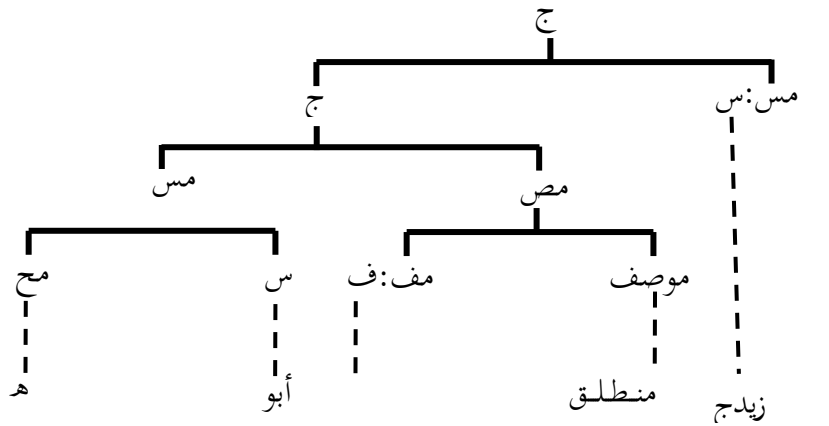 ج
مس:س ج
مص مس
موصف مف:ف س مح
زيدج منطلق أبو ه